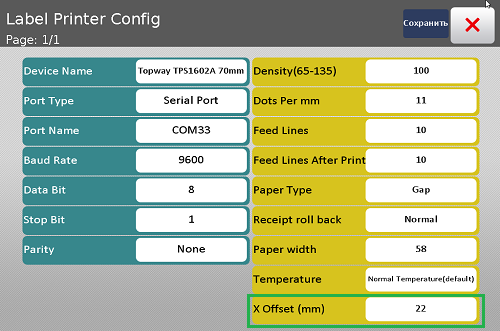 Label Printer Config
Page: 1/1
Сохранить
Device Name Topway TPS1602A 70mm
Port Type Serial Port
Port Name COM33
Baud Rate 9600
Data Bit 8
Stop Bit 1
Parity None
Density(65-135) 100
Dots Per mm 11
Feed Lines 10
Feed Lines After Print 10
Paper Type Gap
Receipt roll back Normal
Paper width 58
Temperature Normal Temperature(default)
X Offset (mm) 22